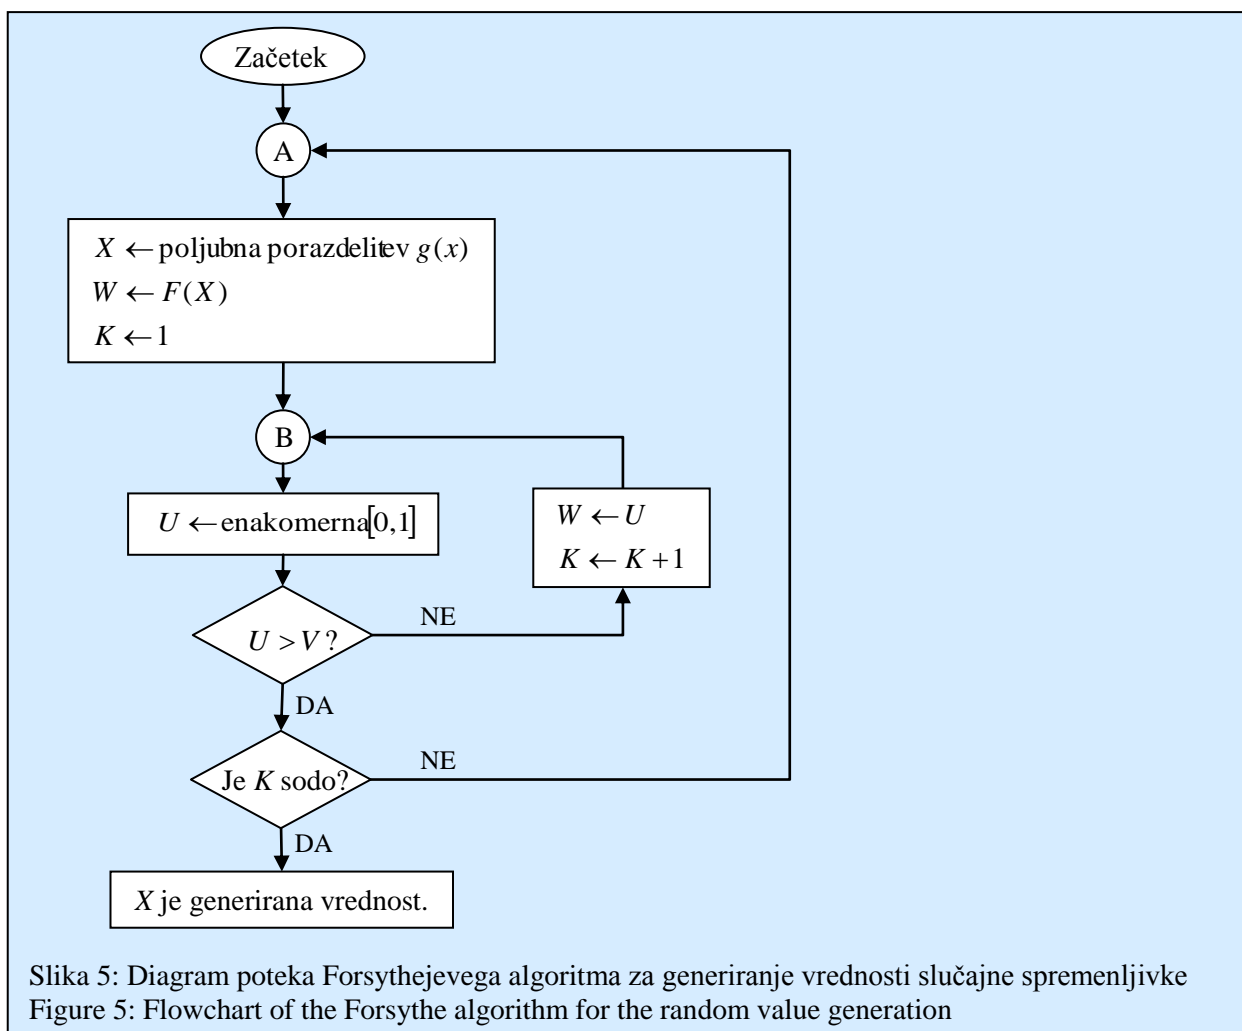 Začetek
A
X ← poljubna porazdelitev g(x)
W ← F(X)
K ← 1
B
U ← enakomerna[0,1]
W ← U
K ← K + 1
U > V ?
NE
DA
Je K sodo?
NE
DA
X je generirana vrednost.
Slika 5: Diagram poteka Forsythejevega algoritma za generiranje vrednosti slučajne spremenljivke
Figure 5: Flowchart of the Forsythe algorithm for the random value generation